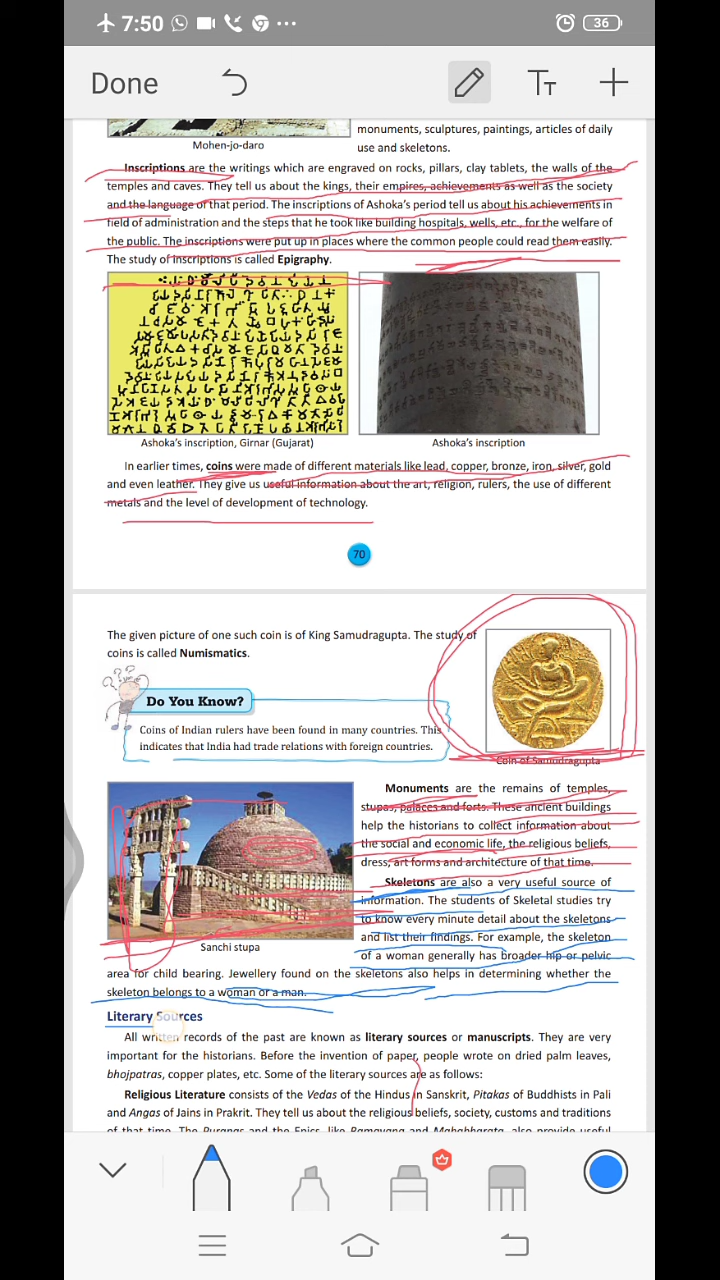 7:50
36
Done
TT
monuments, sculptures, paintings, articles of daily
use and skeletons.
Mohen-jo-daro
Inscriptions are the writings which are engraved on rocks, pillars, clay tablets, the walls of the
temples and caves. They tell us about the kings, their empires, achievements as well as the society
and the language of that period. The inscriptions of Ashoka's period tell us about his achievements in
field of administration and the steps that he took like building hospitals, wells, etc., for the welfare of
the public. The inscriptions were put up in places where the common people could read them easily.
The study of inscriptions is called Epigraphy.
Ashoka's inscription, Girnar (Gujarat)
Ashoka's inscription
In earlier times, coins were made of different materials like lead, copper, bronze, iron, silver, gold
and even leather. They give us useful information about the art, religion, rulers, the use of different
metals and the level of development of technology.
70
The given picture of one such coin is of King Samudragupta. The study of
coins is called Numismatics.
???
Do You Know?
Coins of Indian rulers have been found in many countries. This
indicates that India had trade relations with foreign countries.
Coin of Samudragupta
Monuments are the remains of temples,
stupas, palaces and forts. These ancient buildings
help the historians to collect information about
the social and economic life, the religious beliefs,
dress, art forms and architecture of that time.
Skeletons are also a very useful source of
information. The students of Skeletal studies try
to know every minute detail about the skeletons
and list their findings. For example, the skeleton
of a woman generally has broader hip or pelvic
Sanchi stupa
area for child bearing. Jewellery found on the skeletons also helps in determining whether the
skeleton belongs to a woman or a man.
Literary Sources
All written records of the past are known as literary sources or manuscripts. They are very
important for the historians. Before the invention of paper, people wrote on dried palm leaves,
bhojpatras, copper plates, etc. Some of the literary sources are as follows:
Religious Literature consists of the Vedas of the Hindus in Sanskrit, Pitakas of Buddhists in Pali
and Angas of Jains in Prakrit. They tell us about the religious beliefs, society, customs and traditions
of that time. The Puranas and the Epics, like Ramayana and Mahabharata, also provide useful